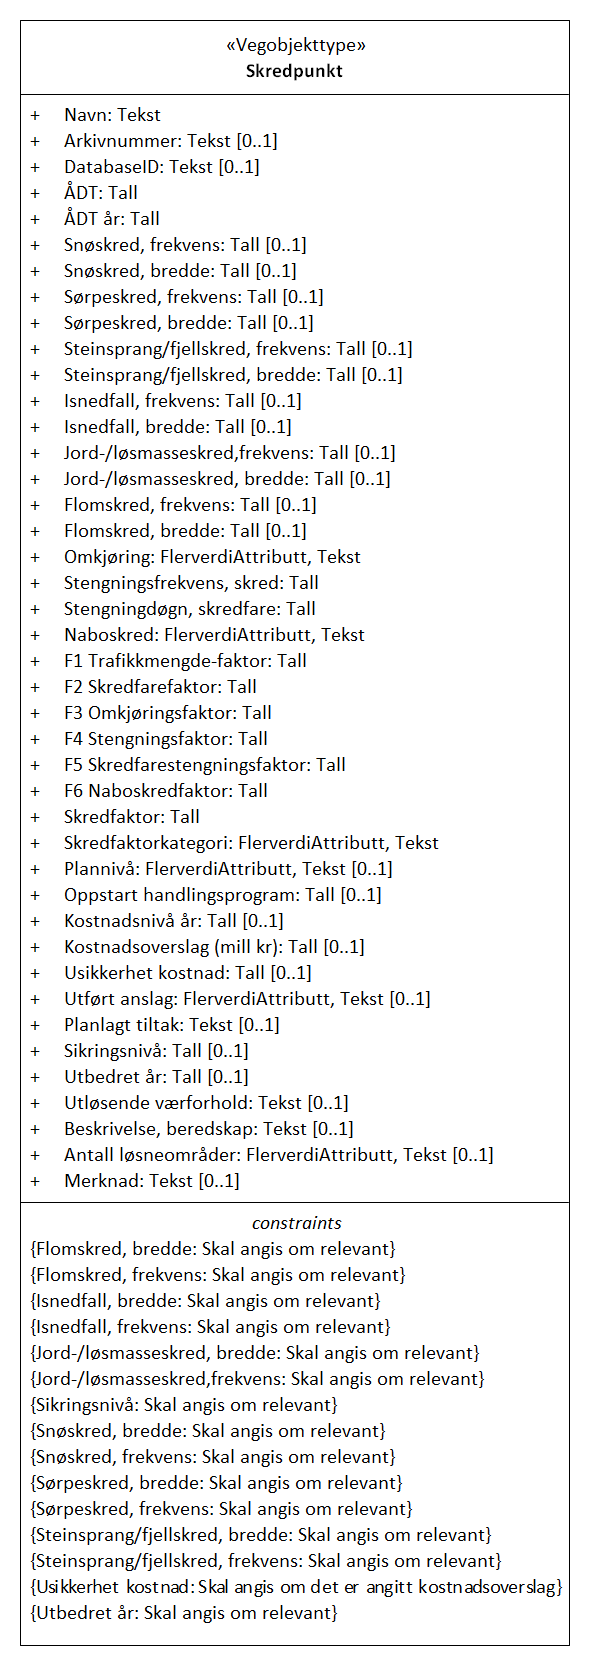 «Vegobjekttype»
Skredpunkt
+ Navn: Tekst
+ Arkivnummer: Tekst [0..1]
+ DatabaseID: Tekst [0..1]
+ ÅDT: Tall
+ ÅDT år: Tall
+ Snøskred, frekvens: Tall [0..1]
+ Snøskred, bredde: Tall [0..1]
+ Sørpeskred, frekvens: Tall [0..1]
+ Sørpeskred, bredde: Tall [0..1]
+ Steinsprang/fjellskred, frekvens: Tall [0..1]
+ Steinsprang/fjellskred, bredde: Tall [0..1]
+ Isnedfall, frekvens: Tall [0..1]
+ Isnedfall, bredde: Tall [0..1]
+ Jord-/løsmasseskred,frekvens: Tall [0..1]
+ Jord-/løsmasseskred, bredde: Tall [0..1]
+ Flomskred, frekvens: Tall [0..1]
+ Flomskred, bredde: Tall [0..1]
+ Omkjøring: FlerverdiAttributt, Tekst
+ Stengningsfrekvens, skred: Tall
+ Stengningdøgn, skredfare: Tall
+ Naboskred: FlerverdiAttributt, Tekst
+ F1 Trafikkmengde-faktor: Tall
+ F2 Skredfarefaktor: Tall
+ F3 Omkjøringsfaktor: Tall
+ F4 Stengningsfaktor: Tall
+ F5 Skredfarestengningsfaktor: Tall
+ F6 Naboskredfaktor: Tall
+ Skredfaktor: Tall
+ Skredfaktorkategori: FlerverdiAttributt, Tekst
+ Plannivå: FlerverdiAttributt, Tekst [0..1]
+ Oppstart handlingsprogram: Tall [0..1]
+ Kostnadsnivå år: Tall [0..1]
+ Kostnadsoverslag (mill kr): Tall [0..1]
+ Usikkerhet kostnad: Tall [0..1]
+ Utført anslag: FlerverdiAttributt, Tekst [0..1]
+ Planlagt tiltak: Tekst [0..1]
+ Sikringsnivå: Tall [0..1]
+ Utbedret år: Tall [0..1]
+ Utløsende værforhold: Tekst [0..1]
+ Beskrivelse, beredskap: Tekst [0..1]
+ Antall løsneområder: FlerverdiAttributt, Tekst [0..1]
+ Merknad: Tekst [0..1]
constraints
{Flomskred, bredde: Skal angis om relevant}
{Flomskred, frekvens: Skal angis om relevant}
{Isnedfall, bredde: Skal angis om relevant}
{Isnedfall, frekvens: Skal angis om relevant}
{Jord-/løsmasseskred, bredde: Skal angis om relevant}
{Jord-/løsmasseskred,frekvens: Skal angis om relevant}
{Sikringsnivå: Skal angis om relevant}
{Snøskred, bredde: Skal angis om relevant}
{Snøskred, frekvens: Skal angis om relevant}
{Sørpeskred, bredde: Skal angis om relevant}
{Sørpeskred, frekvens: Skal angis om relevant}
{Steinsprang/fjellskred, bredde: Skal angis om relevant}
{Steinsprang/fjellskred, frekvens: Skal angis om relevant}
{Usikkerhet kostnad: Skal angis om det er angitt kostnadsoverslag}
{Utbedret år: Skal angis om relevant}